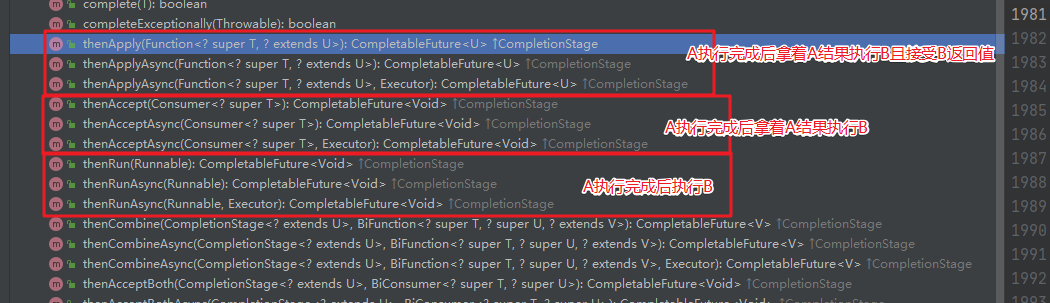 complete(T): boolean
1981
completeExceptionally(Throwable): boolean
thenApply(Function<? super T, ? extends U>): CompletableFuture<U> ↑CompletionStage
1982
A执行完成后拿着A结果执行B且接受B返回值
thenApplyAsync(Function<? super T, ? extends U>): CompletableFuture<U> ↑CompletionStage
1983
thenApplyAsync(Function<? super T, ? extends U>, Executor): CompletableFuture<U> ↑CompletionStage
1984
thenAccept(Consumer<? super T>): CompletableFuture<Void> ↑CompletionStage
1985
thenAcceptAsync(Consumer<? super T>): CompletableFuture<Void> ↑CompletionStage
A执行完成后拿着A结果执行B
1986
thenAcceptAsync(Consumer<? super T>, Executor): CompletableFuture<Void> ↑CompletionStage
1987
thenRun(Runnable): CompletableFuture<Void> ↑CompletionStage
1988
thenRunAsync(Runnable): CompletableFuture<Void> ↑CompletionStage
A执行完成后执行B
thenRunAsync(Runnable, Executor): CompletableFuture<Void> ↑CompletionStage
1989
thenCombine(CompletionStage<? extends U>, BiFunction<? super T, ? super U, ? extends V>): CompletableFuture<V> ↑CompletionStage
1990
thenCombineAsync(CompletionStage<? extends U>, BiFunction<? super T, ? super U, ? extends V>): CompletableFuture<V> ↑CompletionStage
1991
thenCombineAsync(CompletionStage<? extends U>, BiFunction<? super T, ? super U, ? extends V>, Executor): CompletableFuture<V> ↑CompletionStage
1992
thenAcceptBoth(CompletionStage<? extends U>, BiConsumer<? super T, ? super U>): CompletableFuture<Void> ↑CompletionStage